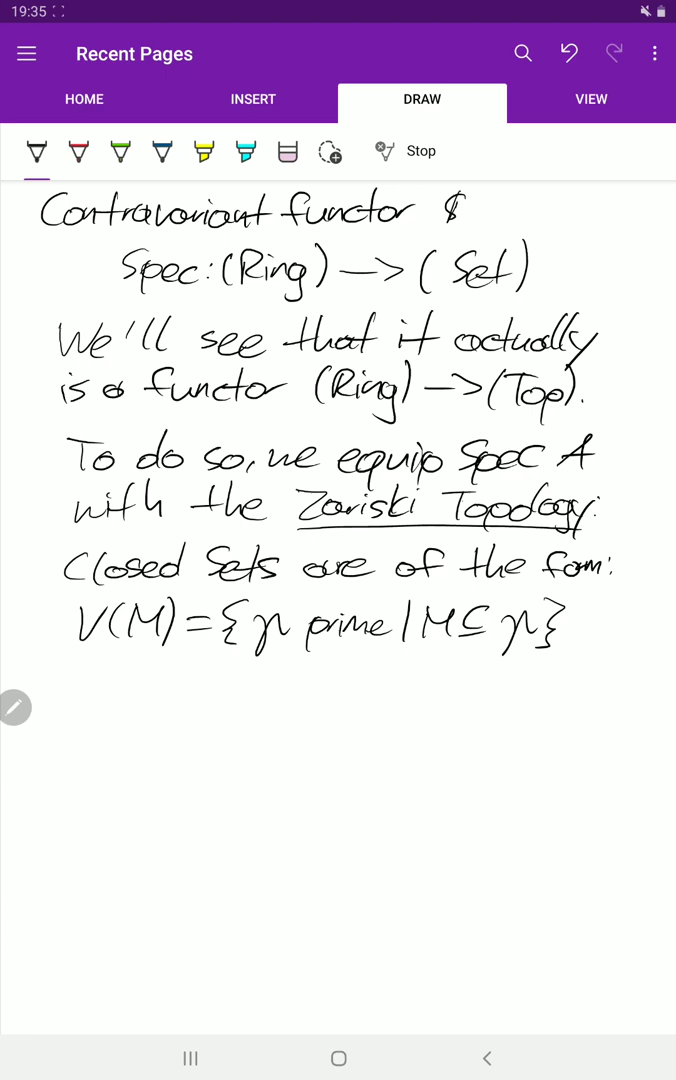 19:35
Recent Pages
HOME INSERT DRAW VIEW
Stop
Contravariant functor $
Spec: (Ring) —> (Set)
We'll see that it actually
is a functor (Ring) —> (Top).
To do so, we equip Spec A
with the Zariski Topology:
Closed Sets are of the form:
V(M) = {p prime | M ⊆ p}